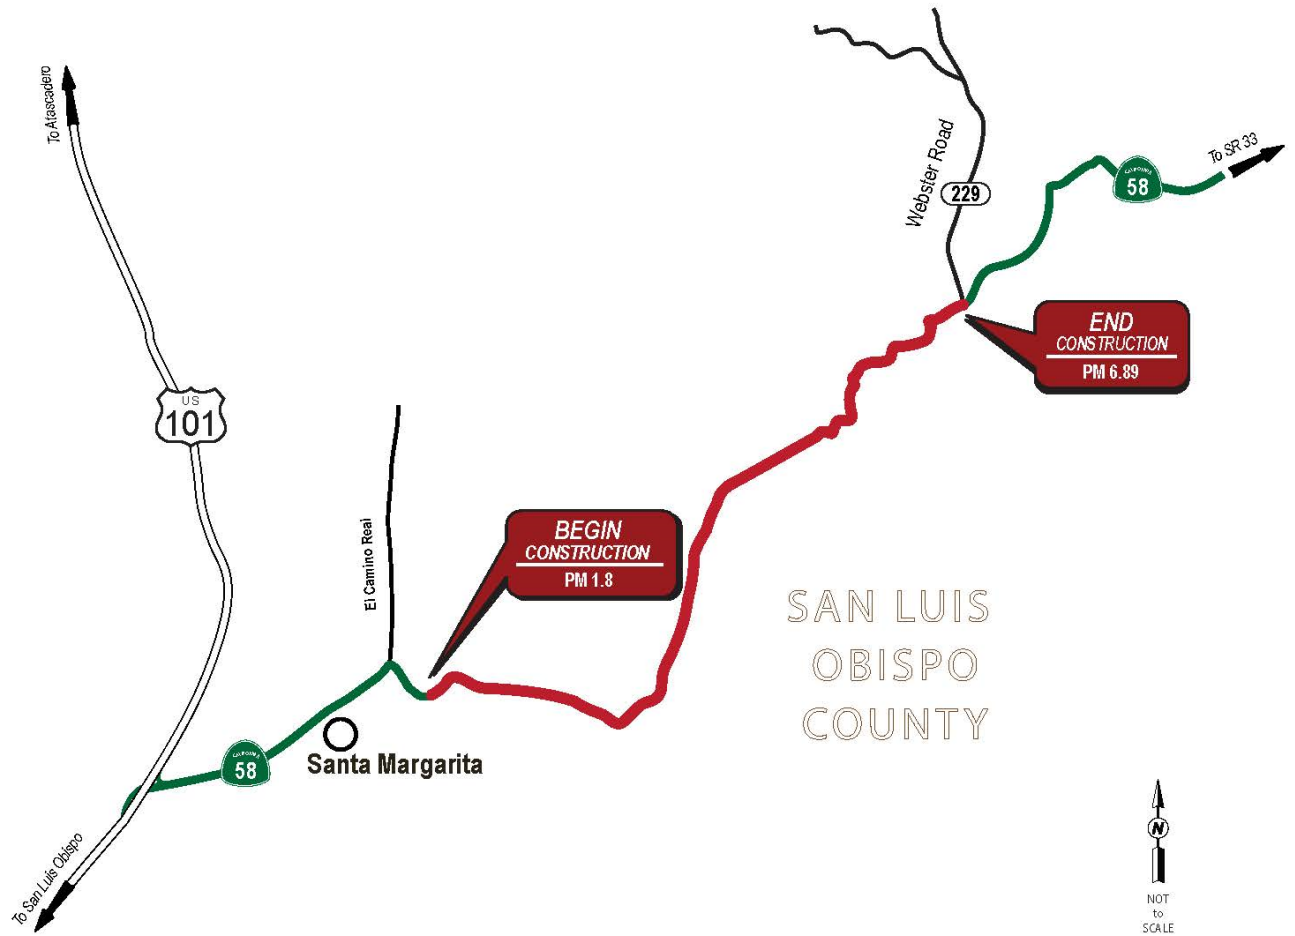 To Atascadero
Webster Road
229
CALIFORNIA
58
To SR 33
END
CONSTRUCTION
PM 6.89
US
101
El Camino Real
BEGIN
CONSTRUCTION
PM 1.8
SAN LUIS
OBISPO
COUNTY
CALIFORNIA
58
Santa Margarita
To San Luis Obispo
N
NOT
to
SCALE